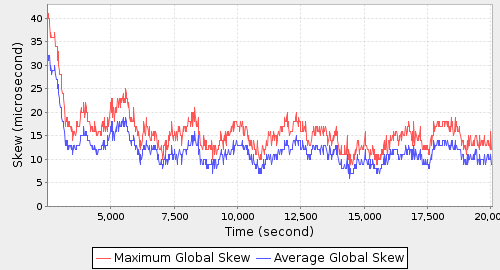 40
35
30
25
20
15
10
5
0
Skew (microsecond)
5,000 7,500 10,000 12,500 15,000 17,500 20,00
Time (second)
Maximum Global Skew Average Global Skew